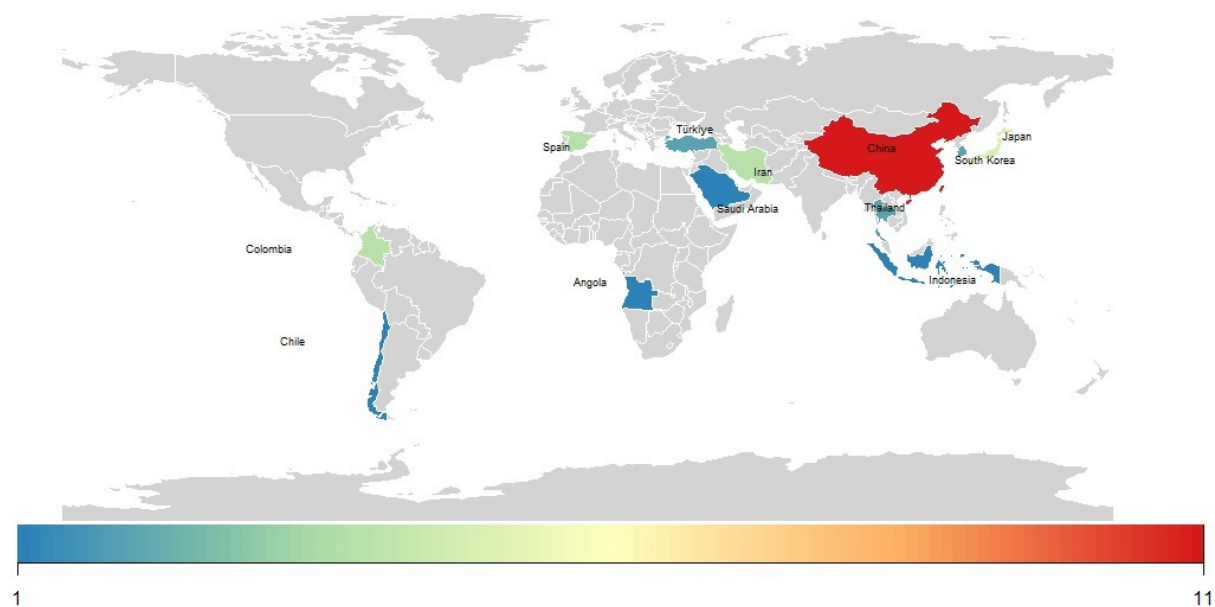 Türkiye
Japan
Spain
China
South Korea
Iran
Thailand
Saudi Arabia
Colombia
Angola
Indonesia
Chile
1
11